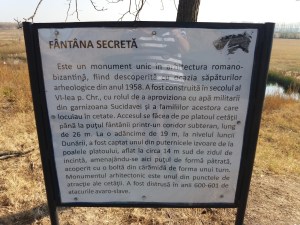 FÂNTÂNA SECRETĂ
Este un monument unic în arhitectura romano-
bizantină, fiind descoperită cu ocazia săpăturilor
arheologice din anul 1958. A fost construită în secolul al
VI-lea p. Chr., cu rolul de a aproviziona cu apă militarii
din garnizoana Sucidavei și a familiilor acestora care
locuiau în cetate. Accesul se făcea de pe platoul cetății
până la puțul fântânii printr-un coridor subteran, lung
de 26 m. La o adâncime de 19 m, la nivelul luncii
Dunării, a fost captat unul din puternicele izvoare de la
poalele platoului, aflat la circa 14 m sud de zidul de
incintă, amenajându-se aici puțul de formă pătrată,
acoperit cu o boltă din cărămidă de forma unui turn.
Monumentul arhitectonic este unul din punctele de
atracție ale cetății. A fost distrusă în anii 600-601 de
atacurile avaro-slave.